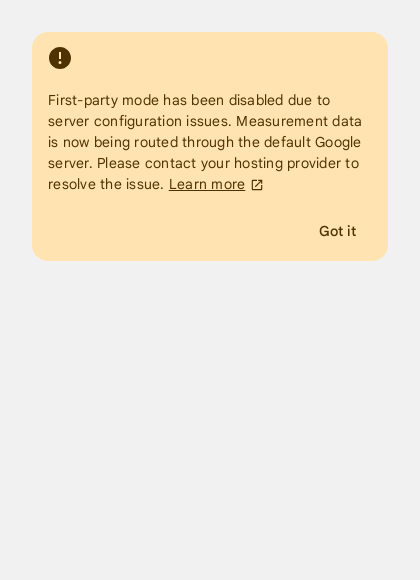 First-party mode has been disabled due to
server configuration issues. Measurement data
is now being routed through the default Google
server. Please contact your hosting provider to
resolve the issue. Learn more
Got it